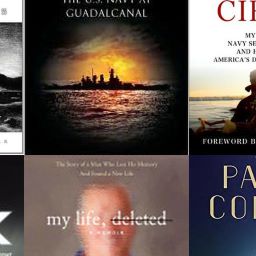 THE U.S. NAVY AT
GUADALCANAL
CI
MY
NAVY SE
AND H
AMERICA'S D
FOREWORD B
The Story of a Man Who Lost His Memory
And Found a New Life
my life, deleted
A MEMOIR
PA
CO